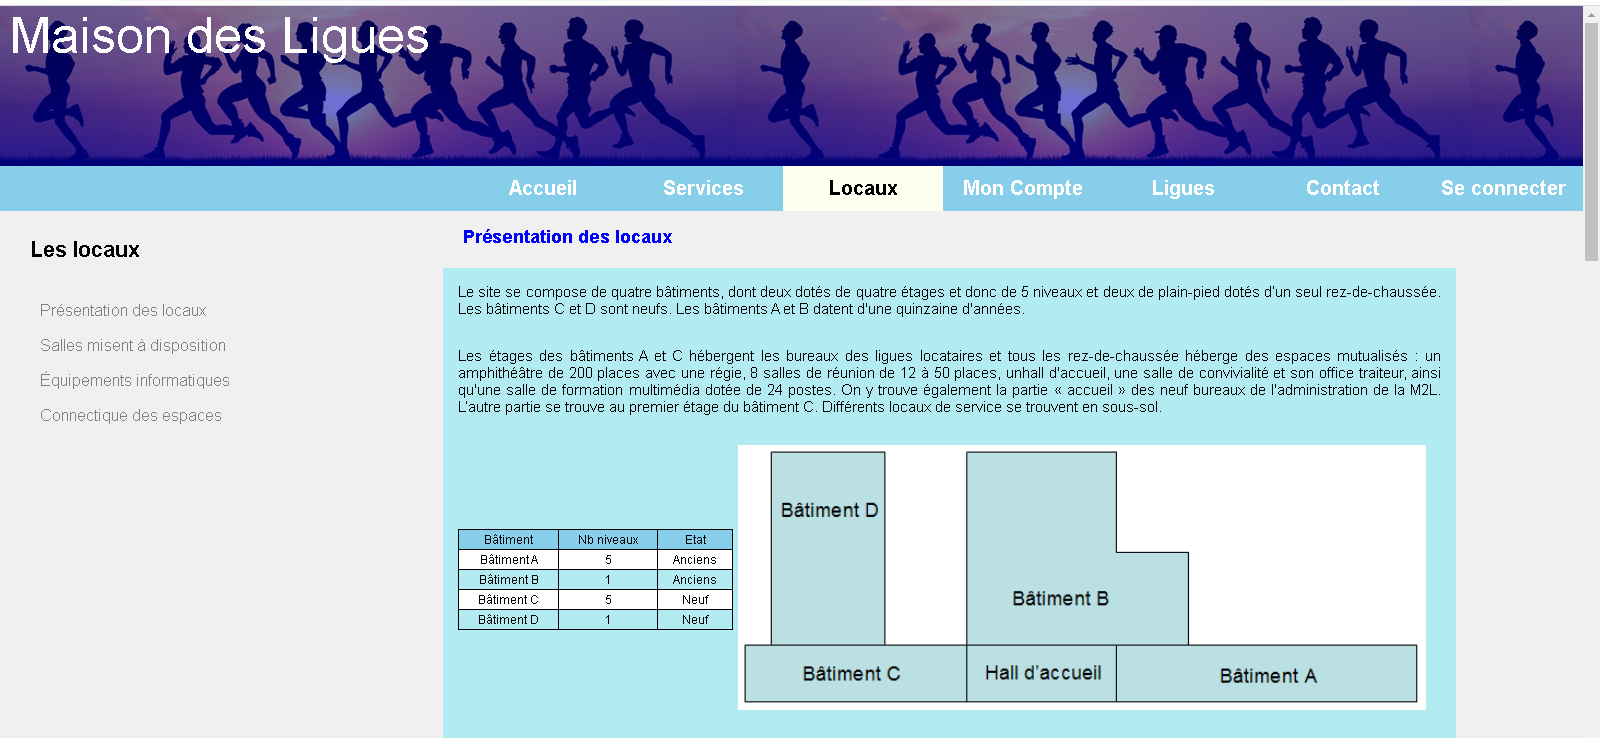 Maison des Ligues
Accueil Services Locaux Mon Compte Ligues Contact Se connecter
Les locaux
Présentation des locaux
Salles misent à disposition
Équipements informatiques
Connectique des espaces
Présentation des locaux
Le site se compose de quatre bâtiments, dont deux dotés de quatre étages et donc de 5 niveaux et deux de plain-pied dotés d'un seul rez-de-chaussée.
Les bâtiments C et D sont neufs. Les bâtiments A et B datent d'une quinzaine d'années.
Les étages des bâtiments A et C hébergent les bureaux des ligues locataires et tous les rez-de-chaussée héberge des espaces mutualisés : un
amphithéâtre de 200 places avec une régie, 8 salles de réunion de 12 à 50 places, unhall d'accueil, une salle de convivialité et son office traiteur, ainsi
qu'une salle de formation multimédia dotée de 24 postes. On y trouve également la partie « accueil » des neuf bureaux de l'administration de la M2L.
L'autre partie se trouve au premier étage du bâtiment C. Différents locaux de service se trouvent en sous-sol.
Bâtiment Nb niveaux Etat
Bâtiment A 5 Anciens
Bâtiment B 1 Anciens
Bâtiment C 5 Neuf
Bâtiment D 1 Neuf
Bâtiment D
Bâtiment B
Bâtiment C
Hall d'accueil
Bâtiment A